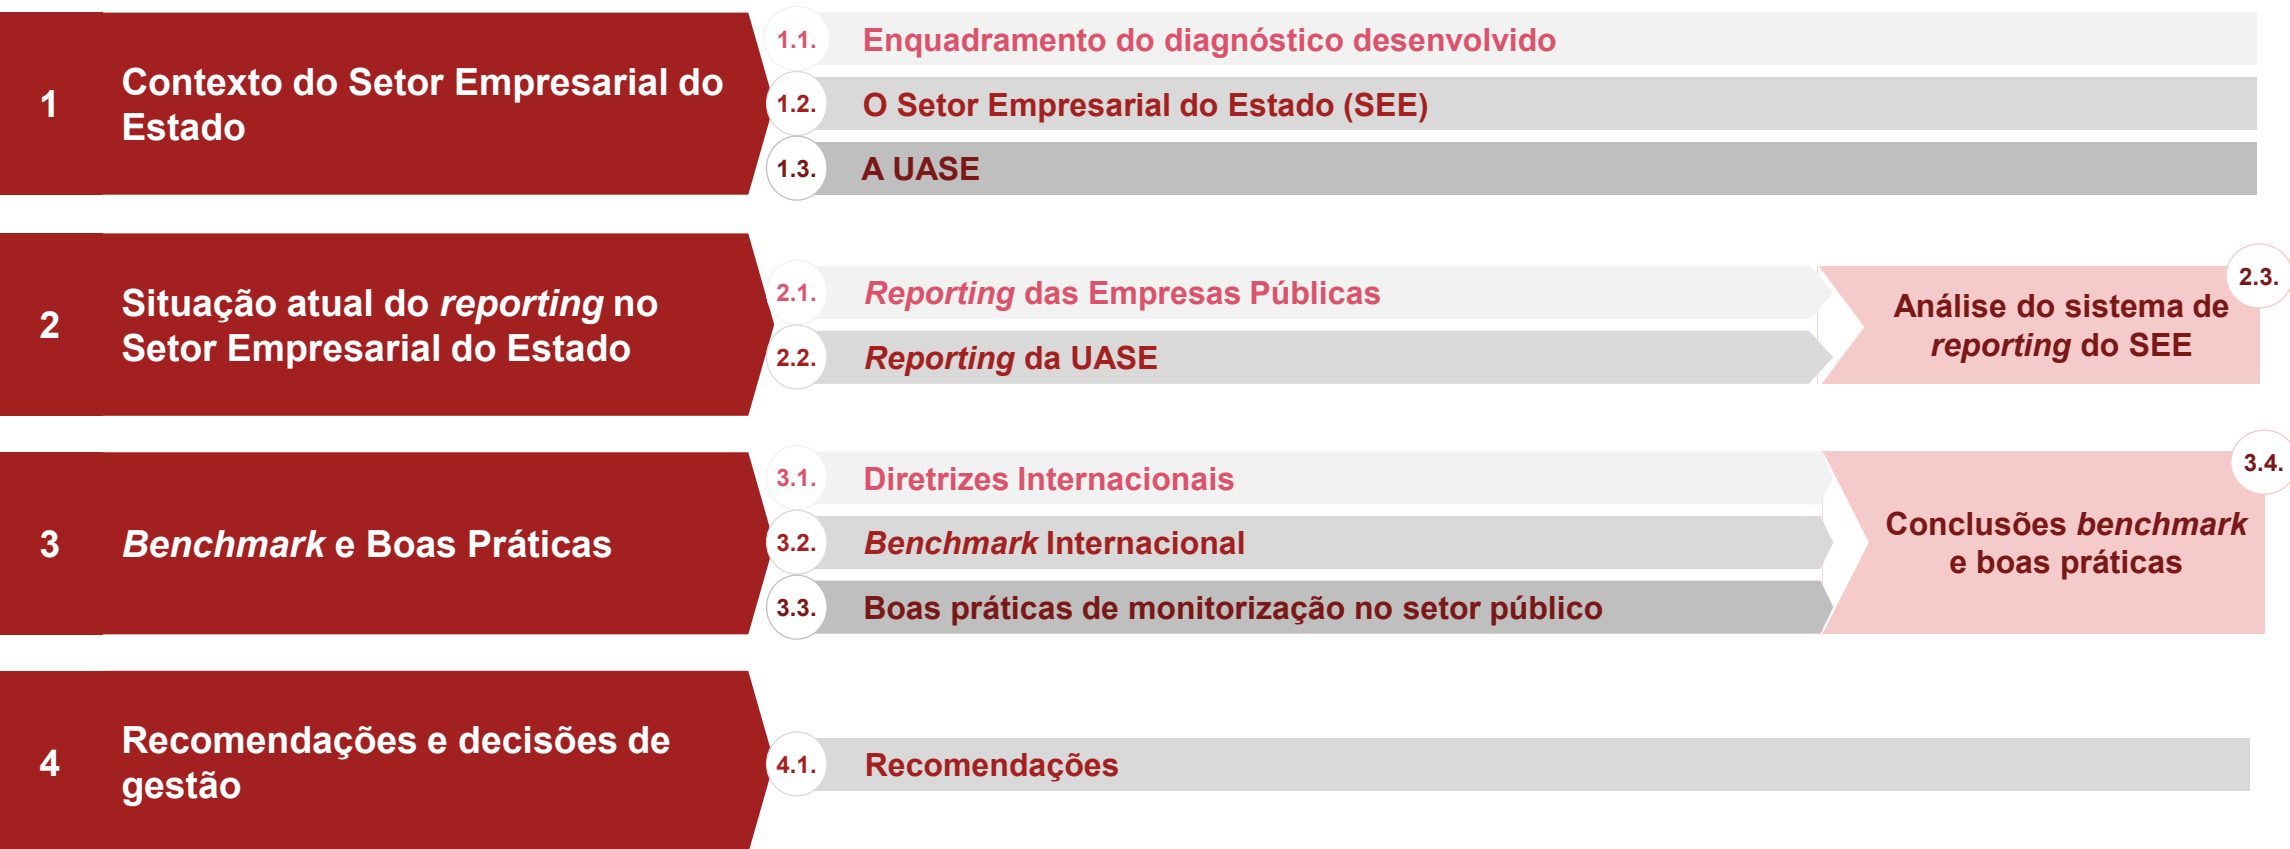 1
Contexto do Setor Empresarial do
Estado
1.1.
Enquadramento do diagnóstico desenvolvido
1.2.
O Setor Empresarial do Estado (SEE)
1.3.
A UASE
2
Situação atual do reporting no
Setor Empresarial do Estado
2.1.
Reporting das Empresas Públicas
2.2.
Reporting da UASE
2.3.
Análise do sistema de
reporting do SEE
3
Benchmark e Boas Práticas
3.1.
Diretrizes Internacionais
3.2.
Benchmark Internacional
3.3.
Boas práticas de monitorização no setor público
3.4.
Conclusões benchmark
e boas práticas
4
Recomendações e decisões de
gestão
4.1.
Recomendações